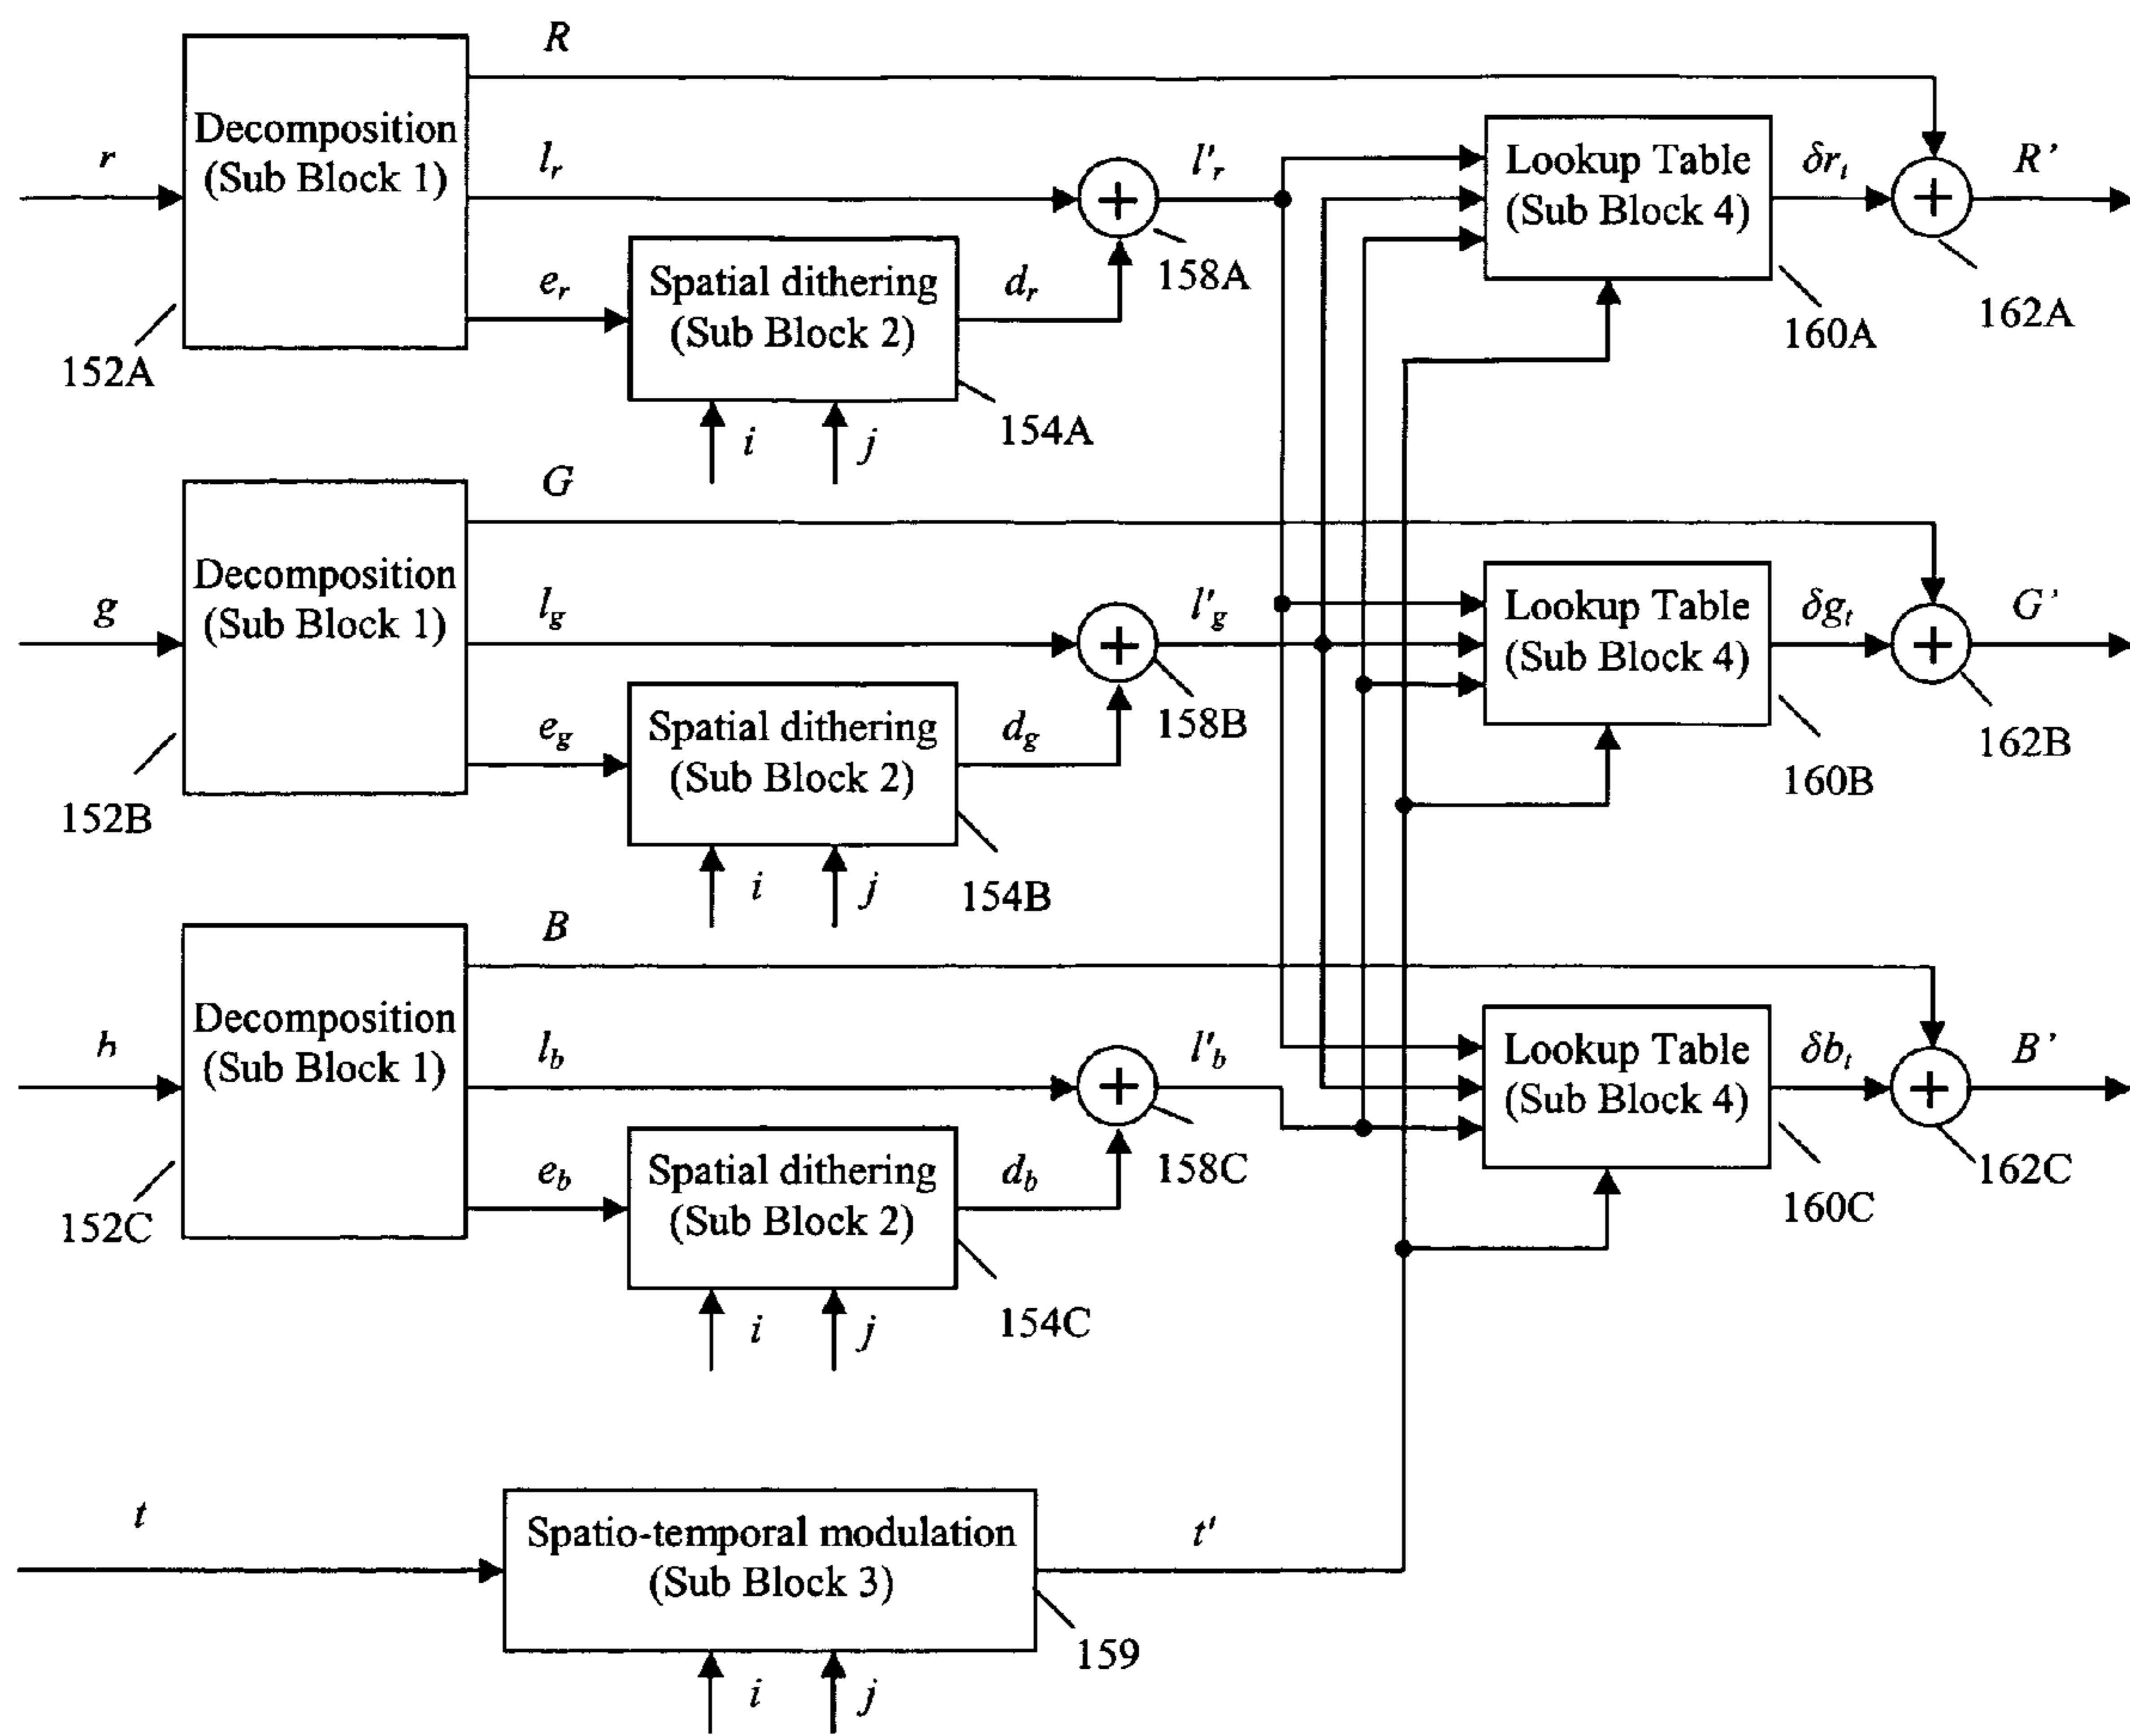 R
Decomposition
(Sub Block 1)
r
l_r
l'_r
Lookup Table
(Sub Block 4)
δr_t
R'
e_r
Spatial dithering
(Sub Block 2)
d_r
158A
162A
160A
152A
154A
i
j
G
Decomposition
(Sub Block 1)
g
l_g
l'_g
Lookup Table
(Sub Block 4)
δg_t
G'
e_g
Spatial dithering
(Sub Block 2)
d_g
158B
162B
160B
152B
154B
i
j
B
Decomposition
(Sub Block 1)
b
l_b
l'_b
Lookup Table
(Sub Block 4)
δb_t
B'
e_b
Spatial dithering
(Sub Block 2)
d_b
158C
162C
160C
152C
154C
i
j
t
Spatio-temporal modulation
(Sub Block 3)
t'
159
i
j